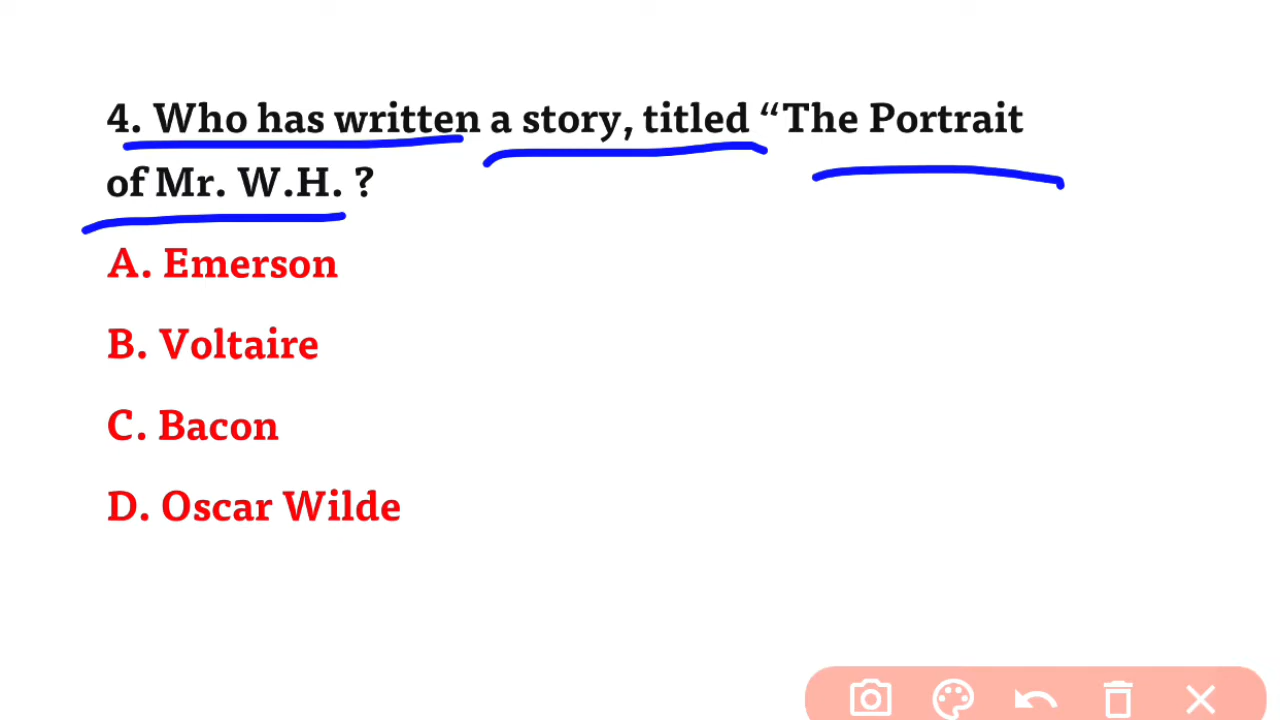 4. Who has written a story, titled “The Portrait
of Mr. W.H. ?
A. Emerson
B. Voltaire
C. Bacon
D. Oscar Wilde